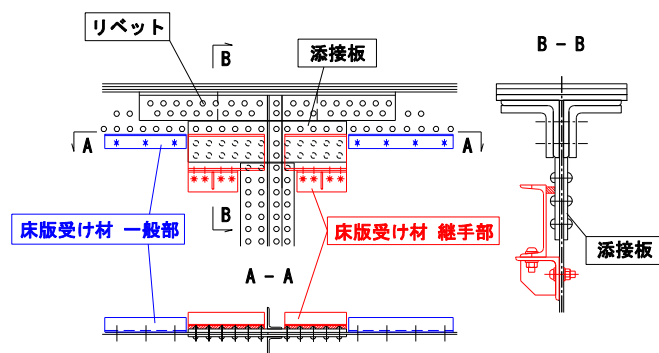 リベット
B
添接板
B - B
A
A
B
床版受け材 一般部
床版受け材 継手部
添接板
A - A